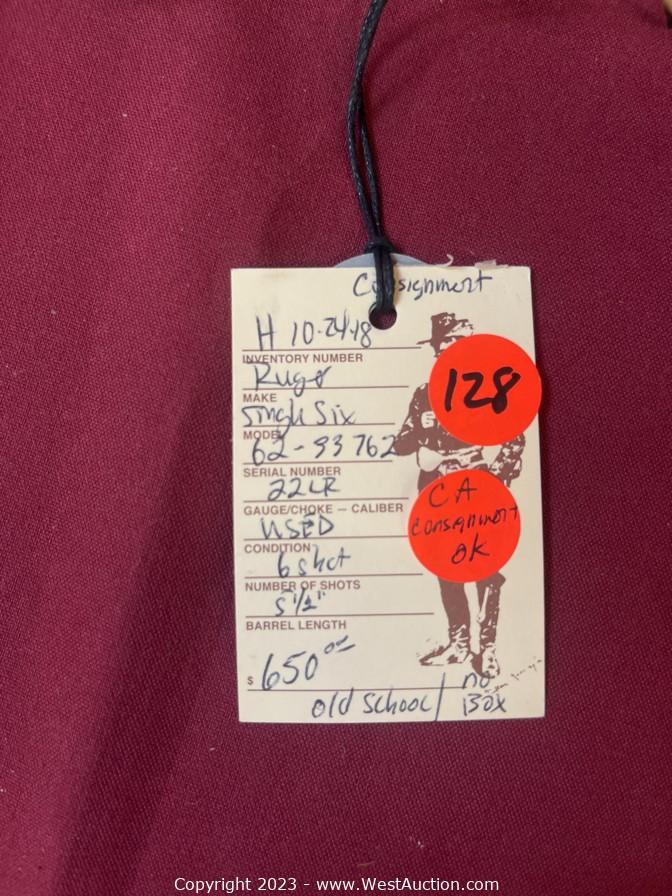 Consignment
H 10-24-18
INVENTORY NUMBER
Ruger
MAKE
Single Six
MODEL
62-93762
SERIAL NUMBER
22LR
GAUGE/CHOKE — CALIBER
USED
CONDITION
6 shot
NUMBER OF SHOTS
5 1/2"
BARREL LENGTH
$ 650 00
old School / no Box
128
CA
consignment
ok
Copyright 2023 - www.WestAuction.com